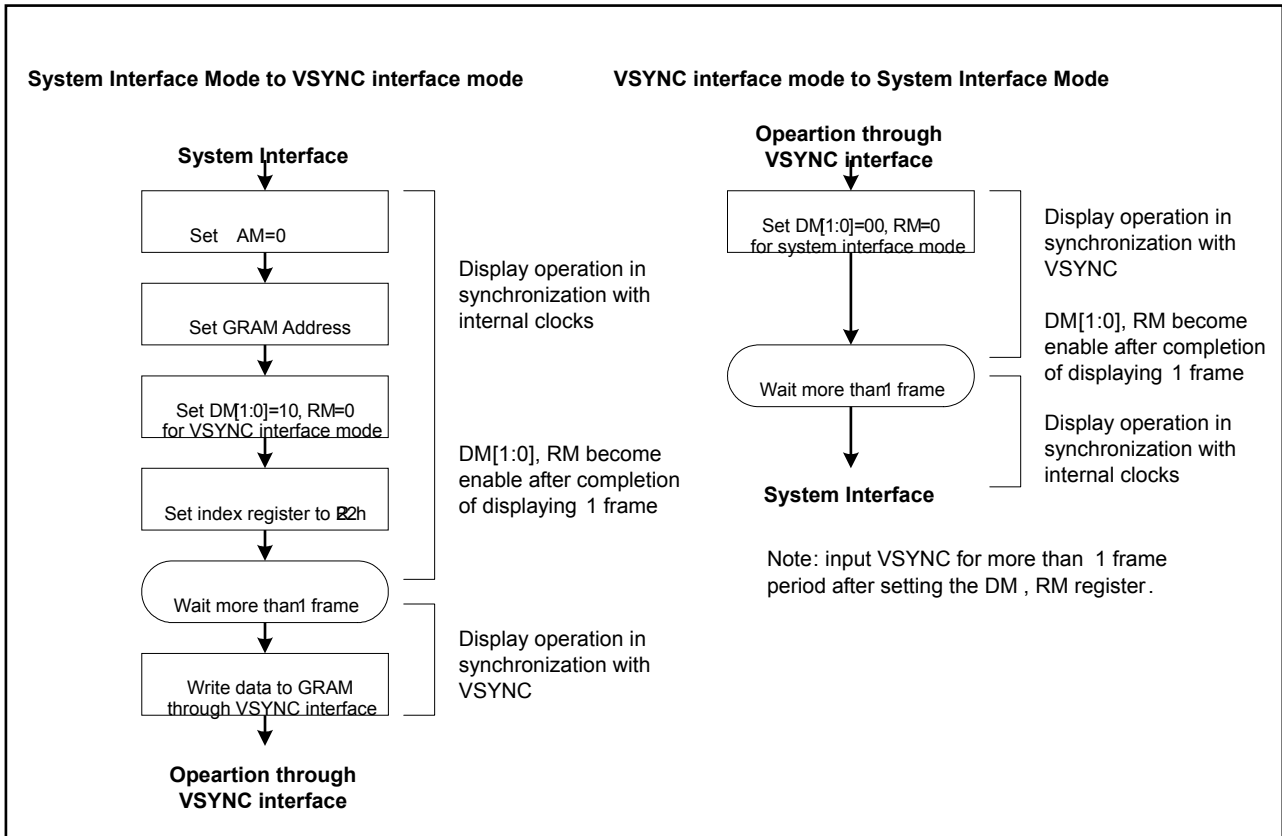 System Interface Mode to VSYNC interface mode
System Interface
Set AM=0
Set GRAM Address
Set DM[1:0]=10, RM=0
for VSYNC interface mode
Set index register to R22h
Wait more than1 frame
Write data to GRAM
through VSYNC interface
Opeartion through
VSYNC interface
Display operation in
synchronization with
internal clocks
DM[1:0], RM become
enable after completion
of displaying 1 frame
Display operation in
synchronization with
VSYNC
VSYNC interface mode to System Interface Mode
Opeartion through
VSYNC interface
Set DM[1:0]=00, RM=0
for system interface mode
Wait more than1 frame
System Interface
Display operation in
synchronization with
VSYNC
DM[1:0], RM become
enable after completion
of displaying 1 frame
Display operation in
synchronization with
internal clocks
Note: input VSYNC for more than 1 frame
period after setting the DM , RM register.